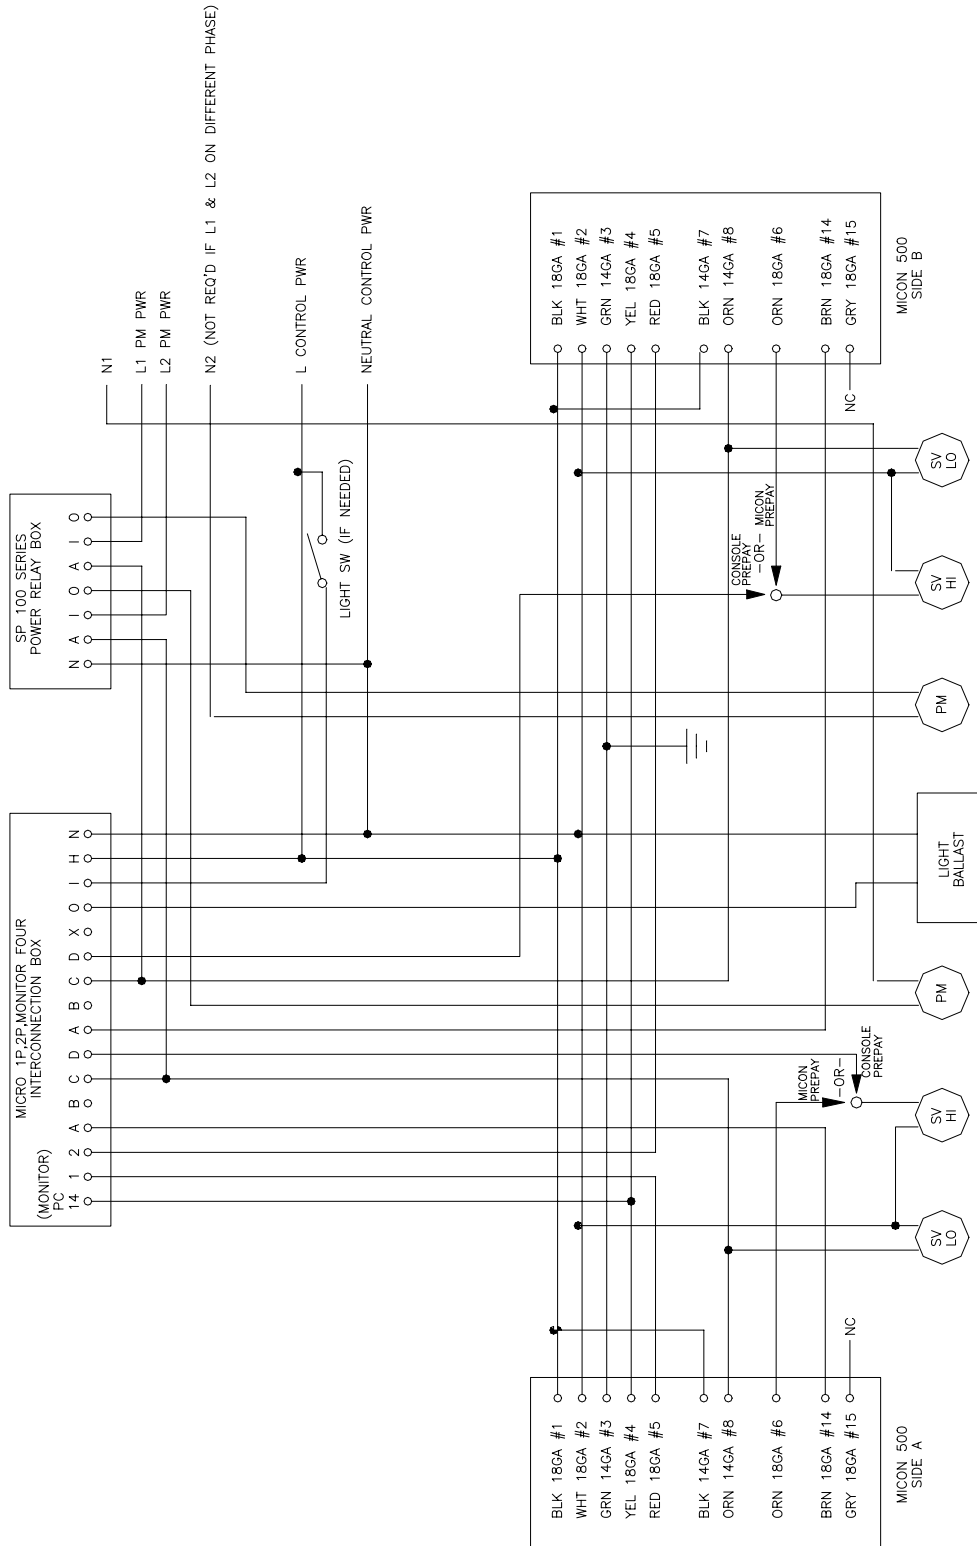 MICRO 1P,2P,MONITOR FOUR
INTERCONNECTION BOX
(MONITOR)
PC
14 1 2 A B C D A B C D X O I H N
SP 100 SERIES
POWER RELAY BOX
N A I O A I O
N1
L1 PM PWR
L2 PM PWR
N2 (NOT REQ'D IF L1 & L2 ON DIFFERENT PHASE)
L CONTROL PWR
LIGHT SW (IF NEEDED)
NEUTRAL CONTROL PWR
BLK 18GA #1
WHT 18GA #2
GRN 14GA #3
YEL 18GA #4
RED 18GA #5
BLK 14GA #7
ORN 14GA #8
ORN 18GA #6
BRN 18GA #14
GRY 18GA #15
NC
MICON 500
SIDE A
BLK 18GA #1
WHT 18GA #2
GRN 14GA #3
YEL 18GA #4
RED 18GA #5
BLK 14GA #7
ORN 14GA #8
ORN 18GA #6
BRN 18GA #14
GRY 18GA #15
NC
MICON 500
SIDE B
MICON
PREPAY
-OR-
CONSOLE
PREPAY
CONSOLE
PREPAY
-OR-
MICON
PREPAY
SV
LO
SV
HI
PM
LIGHT
BALLAST
PM
SV
HI
SV
LO